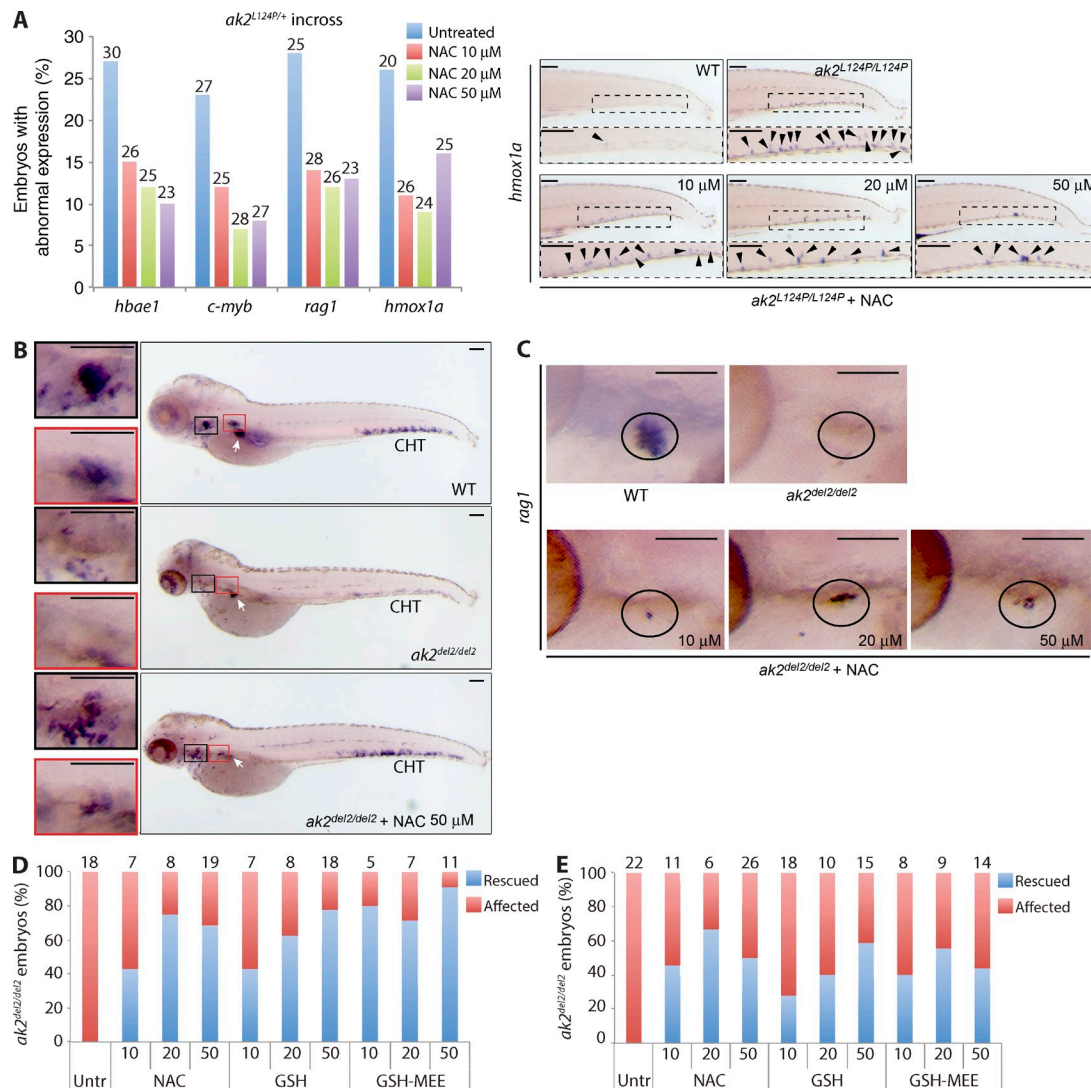 A
ak2L124P/+ incross
Embryos with
abnormal expression (%)
30
25
20
15
10
5
0
Untreated
NAC 10 µM
NAC 20 µM
NAC 50 µM
30 26 25 23
27 25 28 27
25 28 26 23
20 26 24 25
hbae1 c-myb rag1 hmox1a
hmox1a
WT
ak2L124P/L124P
10 µM
20 µM
50 µM
ak2L124P/L124P + NAC
B
CHT
WT
CHT
ak2del2/del2
CHT
ak2del2/del2 + NAC 50 µM
C
rag1
WT
ak2del2/del2
10 µM
20 µM
50 µM
ak2del2/del2 + NAC
D
ak2del2/del2 embryos (%)
100
80
60
40
20
0
18 7 8 19 7 8 18 5 7 11
Rescued
Affected
10 20 50 10 20 50 10 20 50
Untr NAC GSH GSH-MEE
E
ak2del2/del2 embryos (%)
100
80
60
40
20
0
22 11 6 26 18 10 15 8 9 14
Rescued
Affected
10 20 50 10 20 50 10 20 50
Untr NAC GSH GSH-MEE